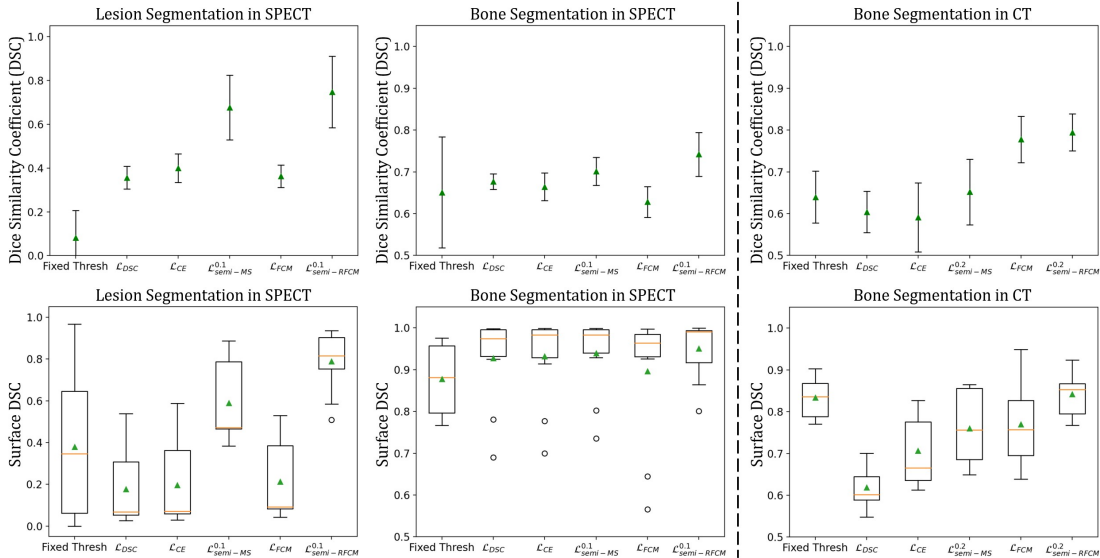 Lesion Segmentation in SPECT
Dice Similarity Coefficient (DSC)
1.0
0.8
0.6
0.4
0.2
0.0
Fixed Thresh ℒ_DSC ℒ_CE ℒ^0.1_semi−MS ℒ_FCM ℒ^0.1_semi−RFCM
Bone Segmentation in SPECT
1.0
0.9
0.8
0.7
0.6
0.5
Fixed Thresh ℒ_DSC ℒ_CE ℒ^0.1_semi−MS ℒ_FCM ℒ^0.1_semi−RFCM
Bone Segmentation in CT
Dice Similarity Coefficient (DSC)
1.0
0.9
0.8
0.7
0.6
0.5
Fixed Thresh ℒ_DSC ℒ_CE ℒ^0.2_semi−MS ℒ_FCM ℒ^0.2_semi−RFCM
Lesion Segmentation in SPECT
Surface DSC
1.0
0.8
0.6
0.4
0.2
0.0
Fixed Thresh ℒ_DSC ℒ_CE ℒ^0.1_semi−MS ℒ_FCM ℒ^0.1_semi−RFCM
Bone Segmentation in SPECT
Surface DSC
1.0
0.9
0.8
0.7
0.6
0.5
Fixed Thresh ℒ_DSC ℒ_CE ℒ^0.1_semi−MS ℒ_FCM ℒ^0.1_semi−RFCM
Bone Segmentation in CT
Surface DSC
1.0
0.9
0.8
0.7
0.6
0.5
Fixed Thresh ℒ_DSC ℒ_CE ℒ^0.2_semi−MS ℒ_FCM ℒ^0.2_semi−RFCM